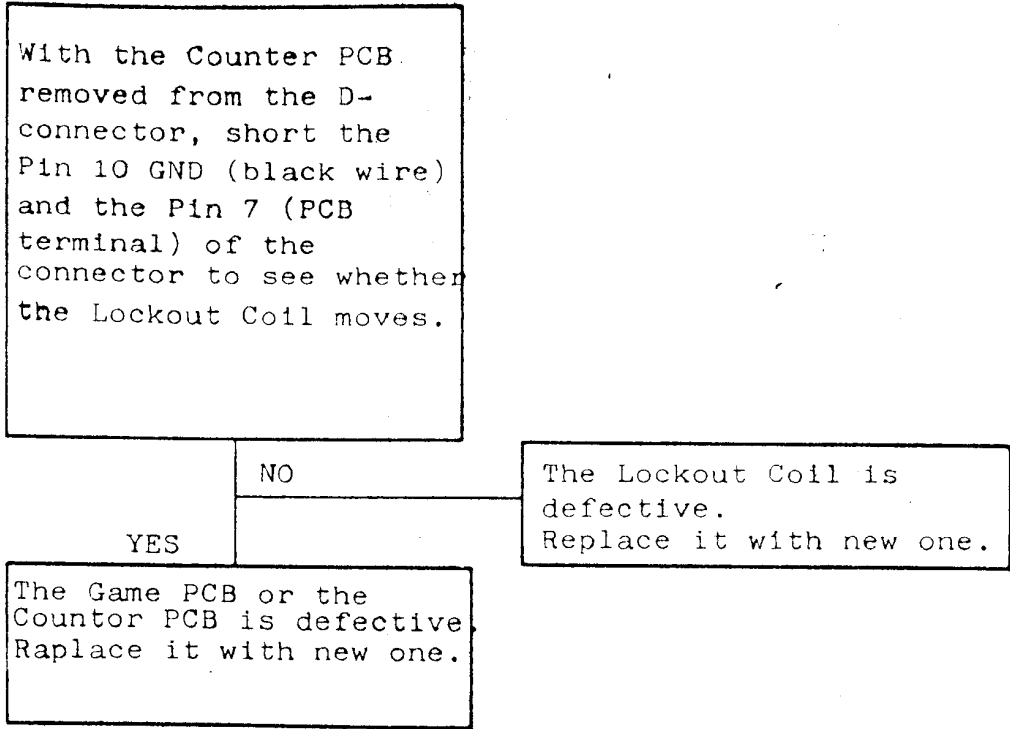 With the Counter PCB
removed from the D-
connector, short the
Pin 10 GND (black wire)
and the Pin 7 (PCB
terminal) of the
connector to see whether
the Lockout Coil moves.
NO
The Lockout Coil is
defective.
Replace it with new one.
YES
The Game PCB or the
Countor PCB is defective.
Raplace it with new one.